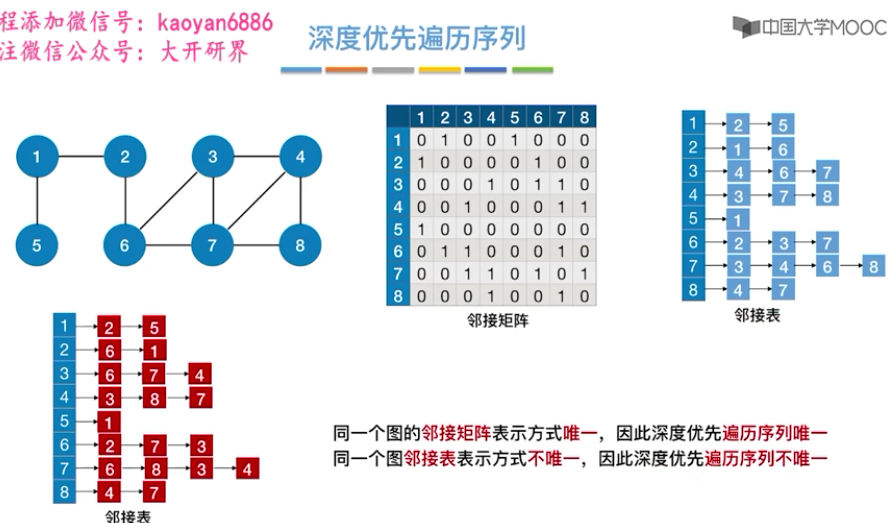 程添加微信号：kaoyan6886
注微信公众号：大开研界
深度优先遍历序列
中国大学MOOC
1 2 3 4
5 6 7 8
1 2 3 4 5 6 7 8
1 0 1 0 0 1 0 0 0
2 1 0 0 0 0 1 0 0
3 0 0 0 1 0 1 1 0
4 0 0 1 0 0 0 1 1
5 1 0 0 0 0 0 0 0
6 0 1 1 0 0 0 1 0
7 0 0 1 1 0 1 0 1
8 0 0 0 1 0 0 1 0
邻接矩阵
1 2 5
2 1 6
3 4 6 7
4 3 7 8
5 1
6 2 3 7
7 3 4 6 8
8 4 7
邻接表
1 2 5
2 6 1
3 6 7 4
4 3 8 7
5 1
6 2 7 3
7 6 8 3 4
8 4 7
邻接表
同一个图的邻接矩阵表示方式唯一，因此深度优先遍历序列唯一
同一个图邻接表表示方式不唯一，因此深度优先遍历序列不唯一